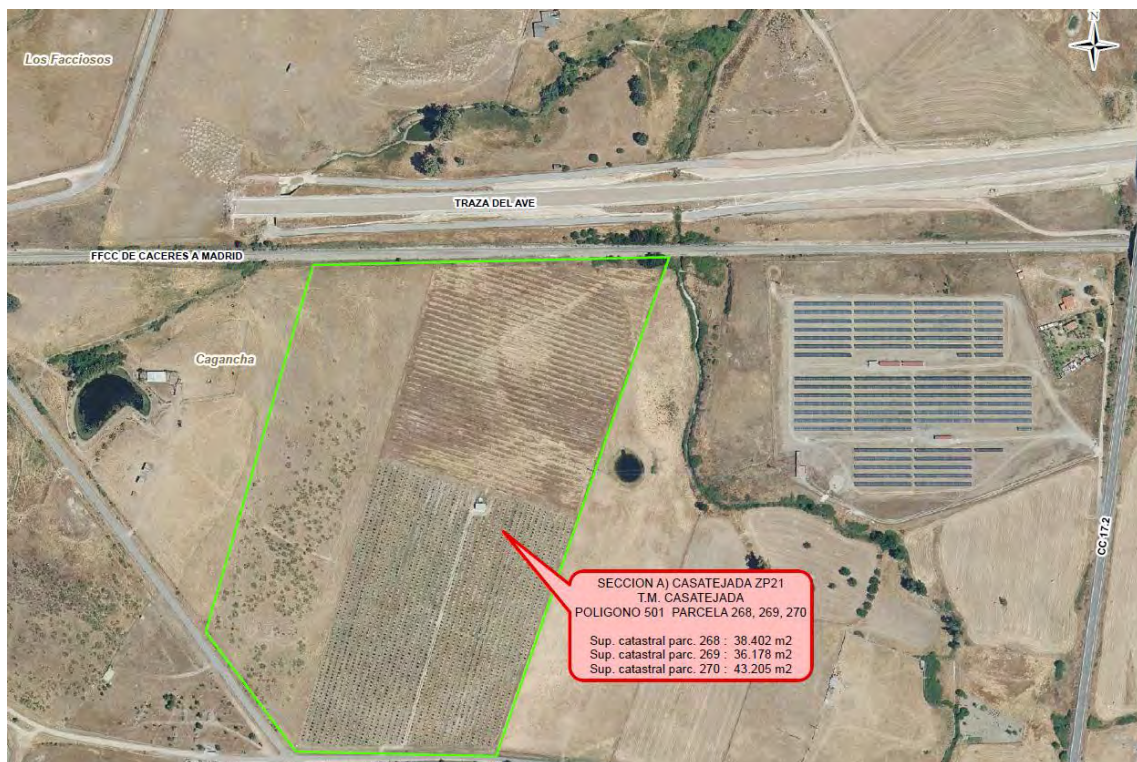 Los Facciosos
N
TRAZA DEL AVE
FFCC DE CACERES A MADRID
Cagancha
CC 17.2
SECCION A) CASATEJADA ZP21
T.M. CASATEJADA
POLIGONO 501 PARCELA 268, 269, 270
Sup. catastral parc. 268 : 38.402 m2
Sup. catastral parc. 269 : 36.178 m2
Sup. catastral parc. 270 : 43.205 m2